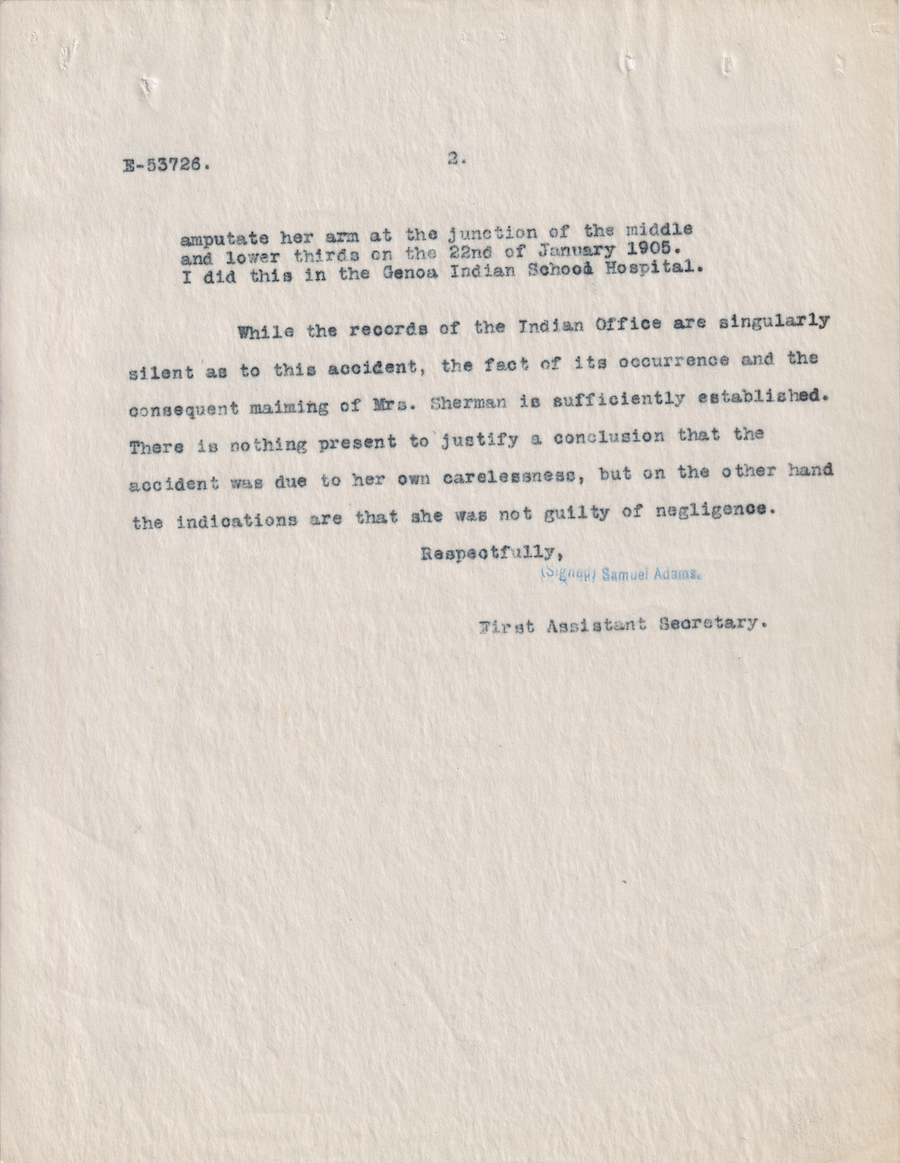 E-53726.
2.
amputate her arm at the junction of the middle
and lower thirds on the 22nd of January 1905.
I did this in the Genoa Indian School Hospital.
While the records of the Indian Office are singularly
silent as to this accident, the fact of its occurrence and the
consequent maiming of Mrs. Sherman is sufficiently established.
There is nothing present to justify a conclusion that the
accident was due to her own carelessness, but on the other hand
the indications are that she was not guilty of negligence.
Respectfully,
(Signed) Samuel Adams.
First Assistant Secretary.